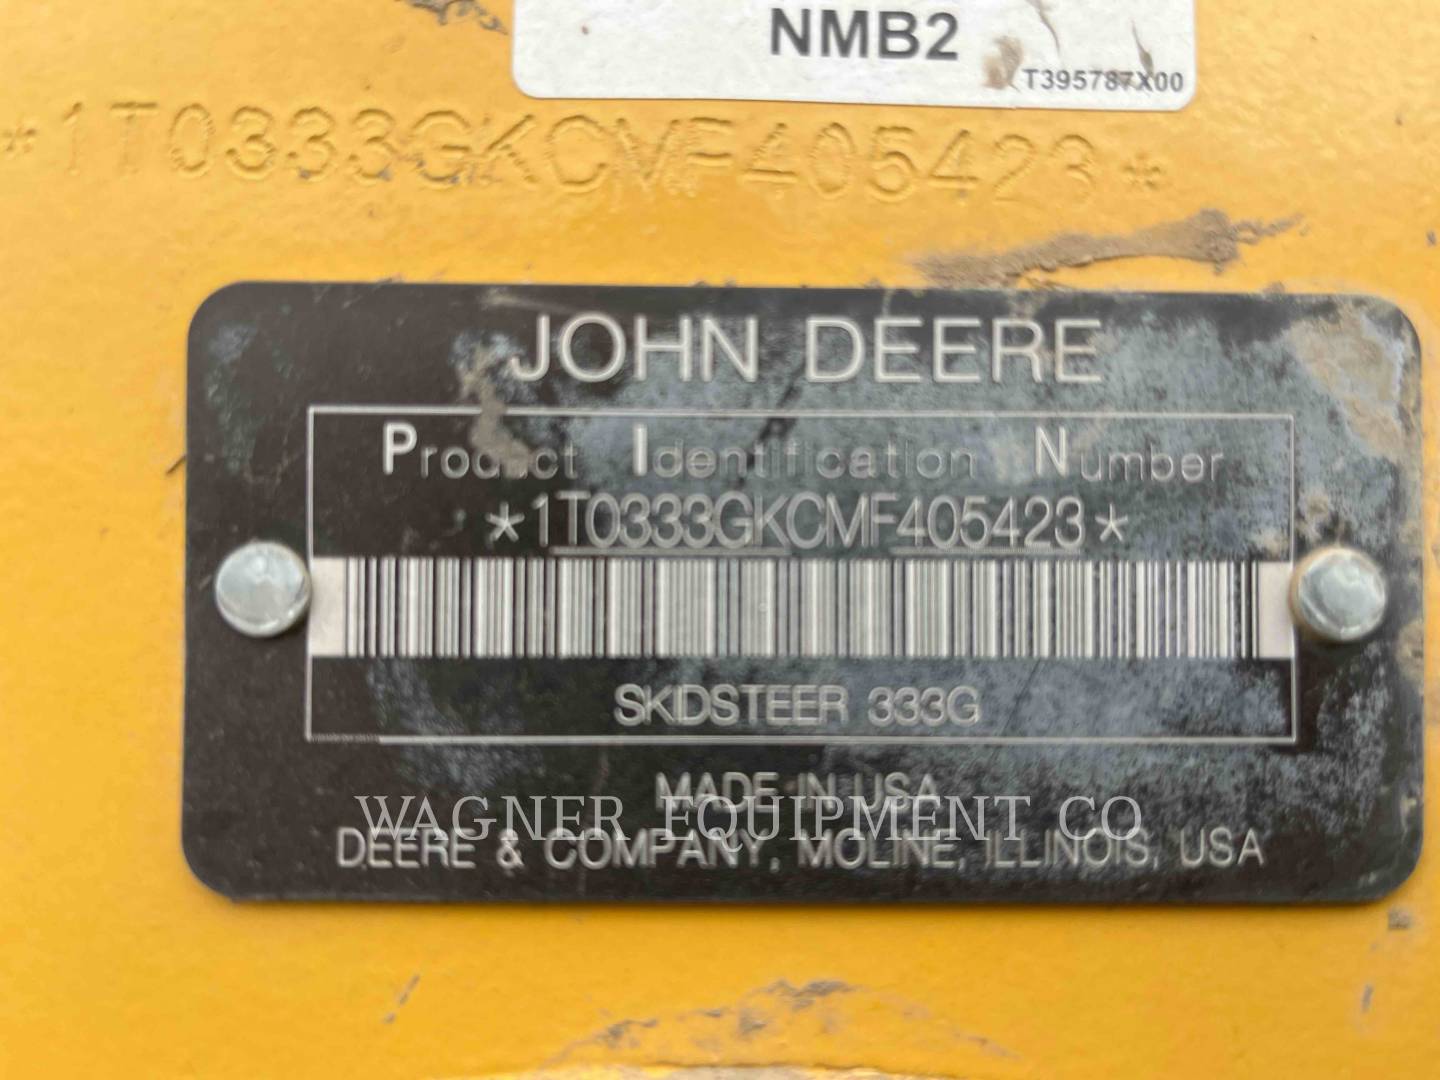 NMB2
T395787X00
*1T0333GKCMF405423*
JOHN DEERE
Product Identification Number
*1T0333GKCMF405423*
SKIDSTEER 333G
MADE IN USA
WAGNER EQUIPMENT CO
DEERE & COMPANY, MOLINE, ILLINOIS, USA